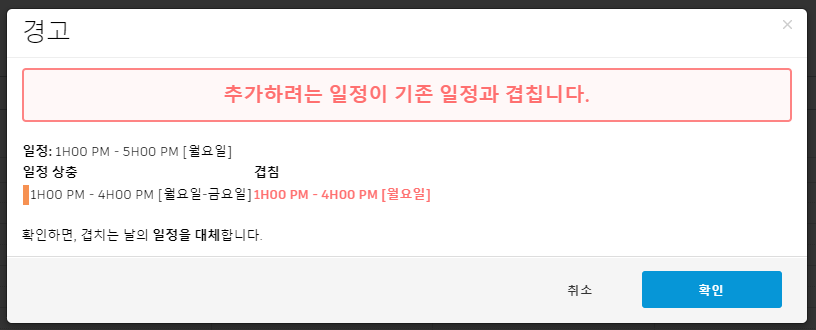 경고
×
추가하려는 일정이 기존 일정과 겹칩니다.
일정: 1H00 PM - 5H00 PM [월요일]
일정 상충 겹침
1H00 PM - 4H00 PM [월요일-금요일] 1H00 PM - 4H00 PM [월요일]
확인하면, 겹치는 날의 일정을 대체합니다.
취소 확인